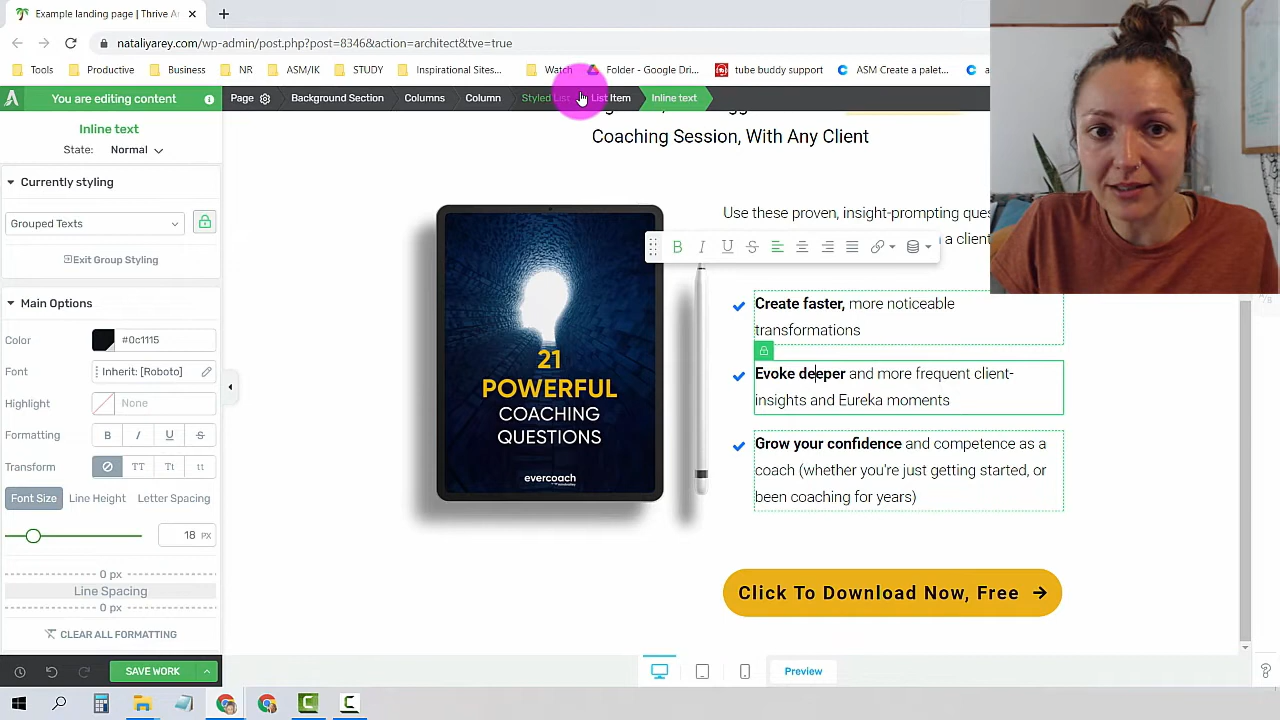 Example landing page | Thrive Ar
nataliyarey.com/wp-admin/post.php?post=8346&action=architect&tve=true
Tools
Productive
Business
NR
ASM/IK
STUDY
Inspirational Sites...
Watch
Folder - Google Dri...
tube buddy support
ASM Create a palet...
You are editing content
Page
Background Section
Columns
Column
Styled List
List Item
Inline text
Inline text
State: Normal
Currently styling
Grouped Texts
Exit Group Styling
Main Options
Color #0c1115
Font Inherit: [Roboto]
Highlight None
Formatting B I U S
Transform TT Tt tt
Font Size Line Height Letter Spacing
18 PX
0 px
Line Spacing
0 px
CLEAR ALL FORMATTING
SAVE WORK
Coaching Session, With Any Client
Use these proven, insight-prompting ques
a client
B I U S
Create faster, more noticeable
transformations
Evoke deeper and more frequent client-
insights and Eureka moments
Grow your confidence and competence as a
coach (whether you're just getting started, or
been coaching for years)
21
POWERFUL
COACHING
QUESTIONS
evercoach
Click To Download Now, Free
Preview